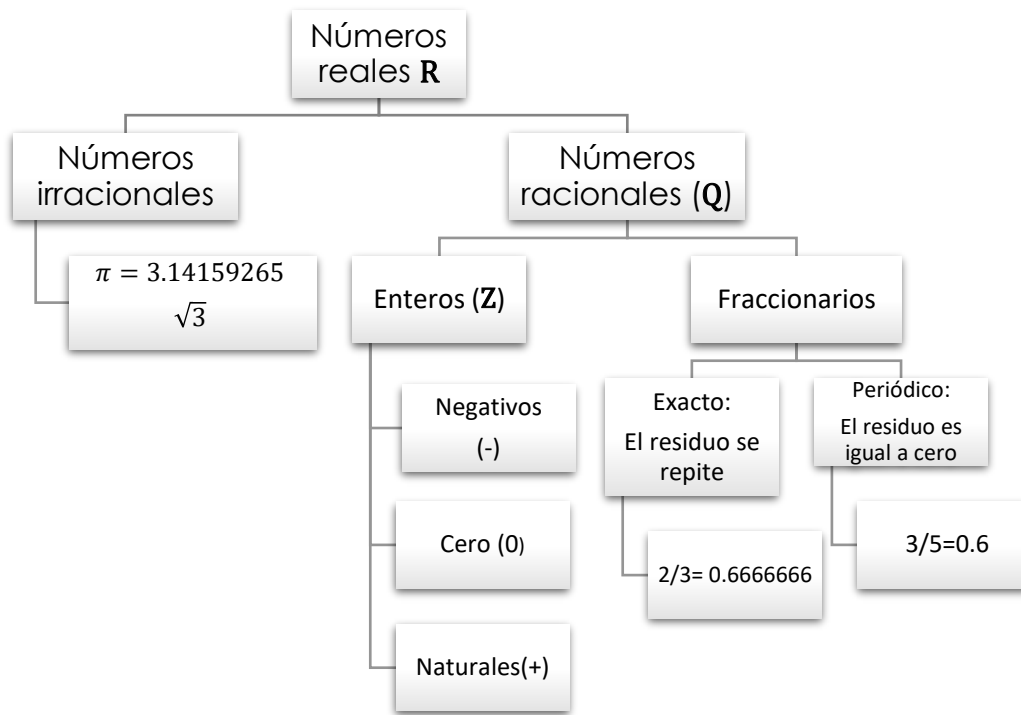 Números
reales R
Números
irracionales
Números
racionales (Q)
π = 3.14159265
√3
Enteros (Z)
Fraccionarios
Negativos
(-)
Exacto:
El residuo se
repite
Periódico:
El residuo es
igual a cero
Cero (0)
2/3= 0.6666666
3/5=0.6
Naturales(+)